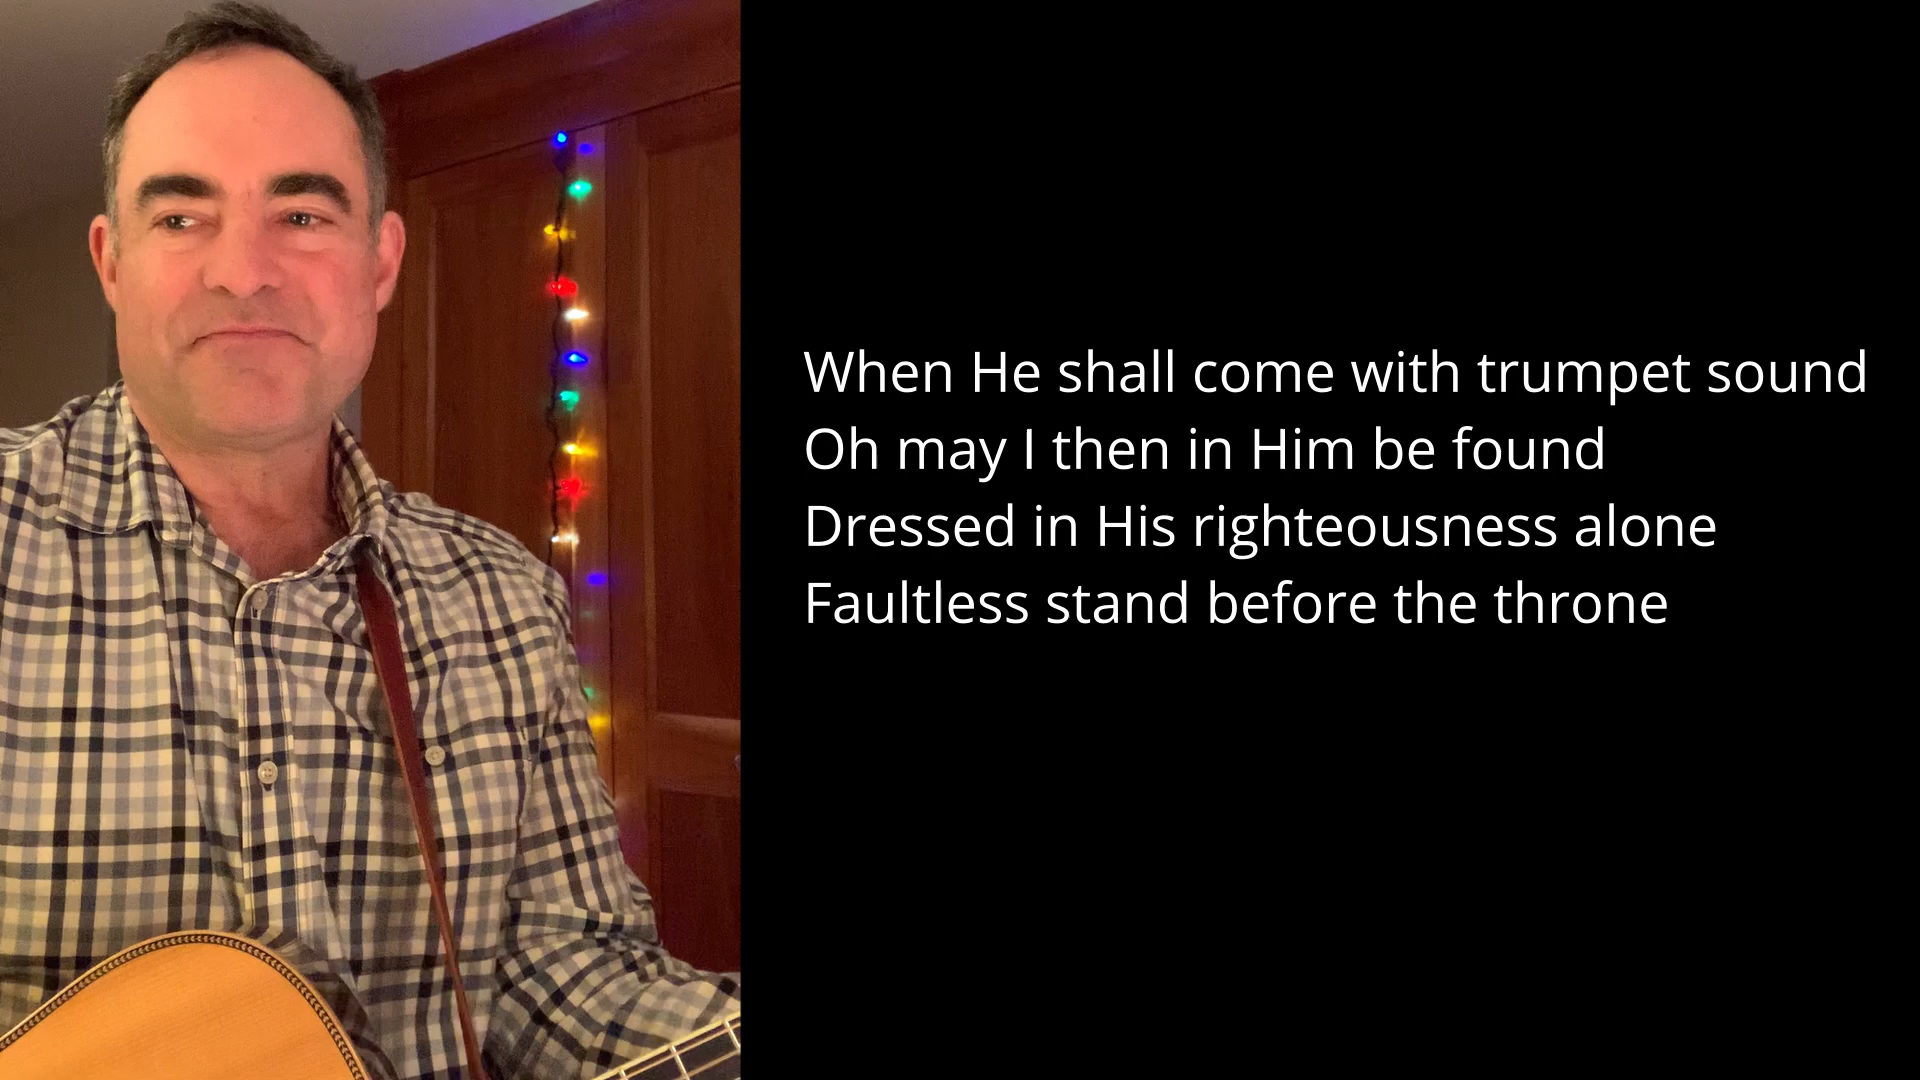 When He shall come with trumpet sound
Oh may I then in Him be found
Dressed in His righteousness alone
Faultless stand before the throne